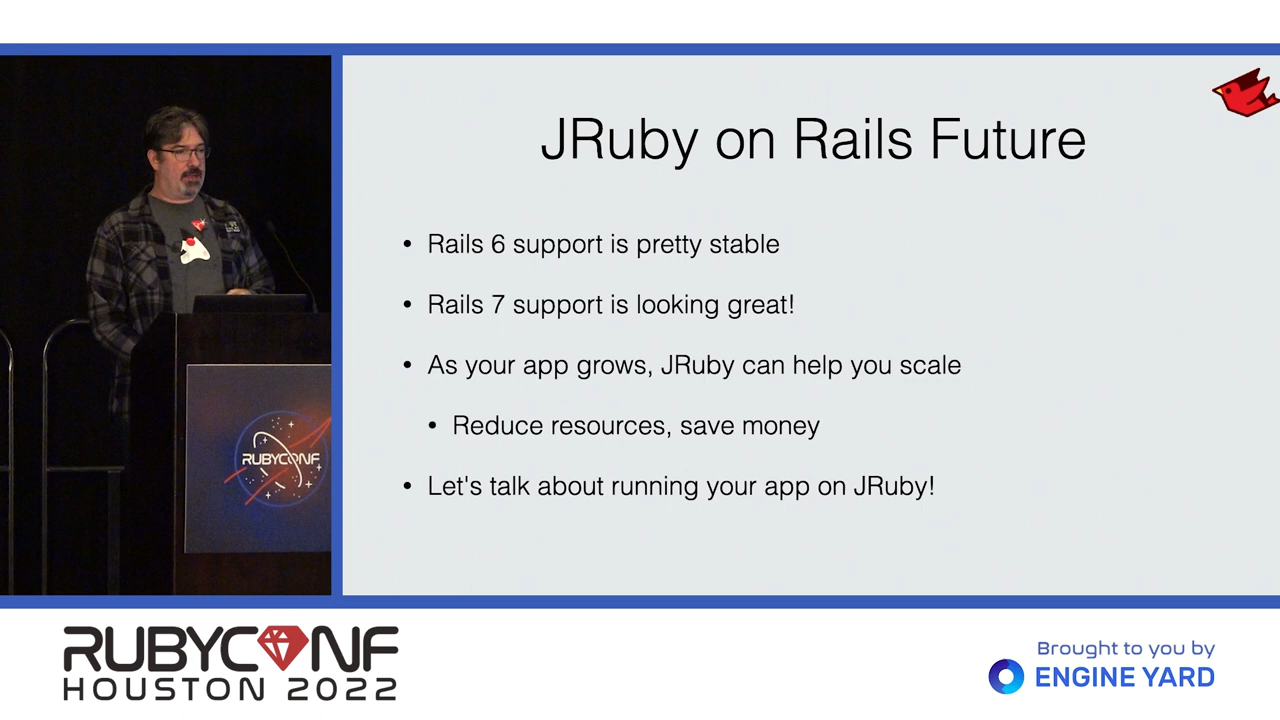 JRuby on Rails Future
• Rails 6 support is pretty stable
• Rails 7 support is looking great!
• As your app grows, JRuby can help you scale
• Reduce resources, save money
• Let's talk about running your app on JRuby!
RUBYCONF
RUBYCONF
HOUSTON 2022
Brought to you by
ENGINE YARD